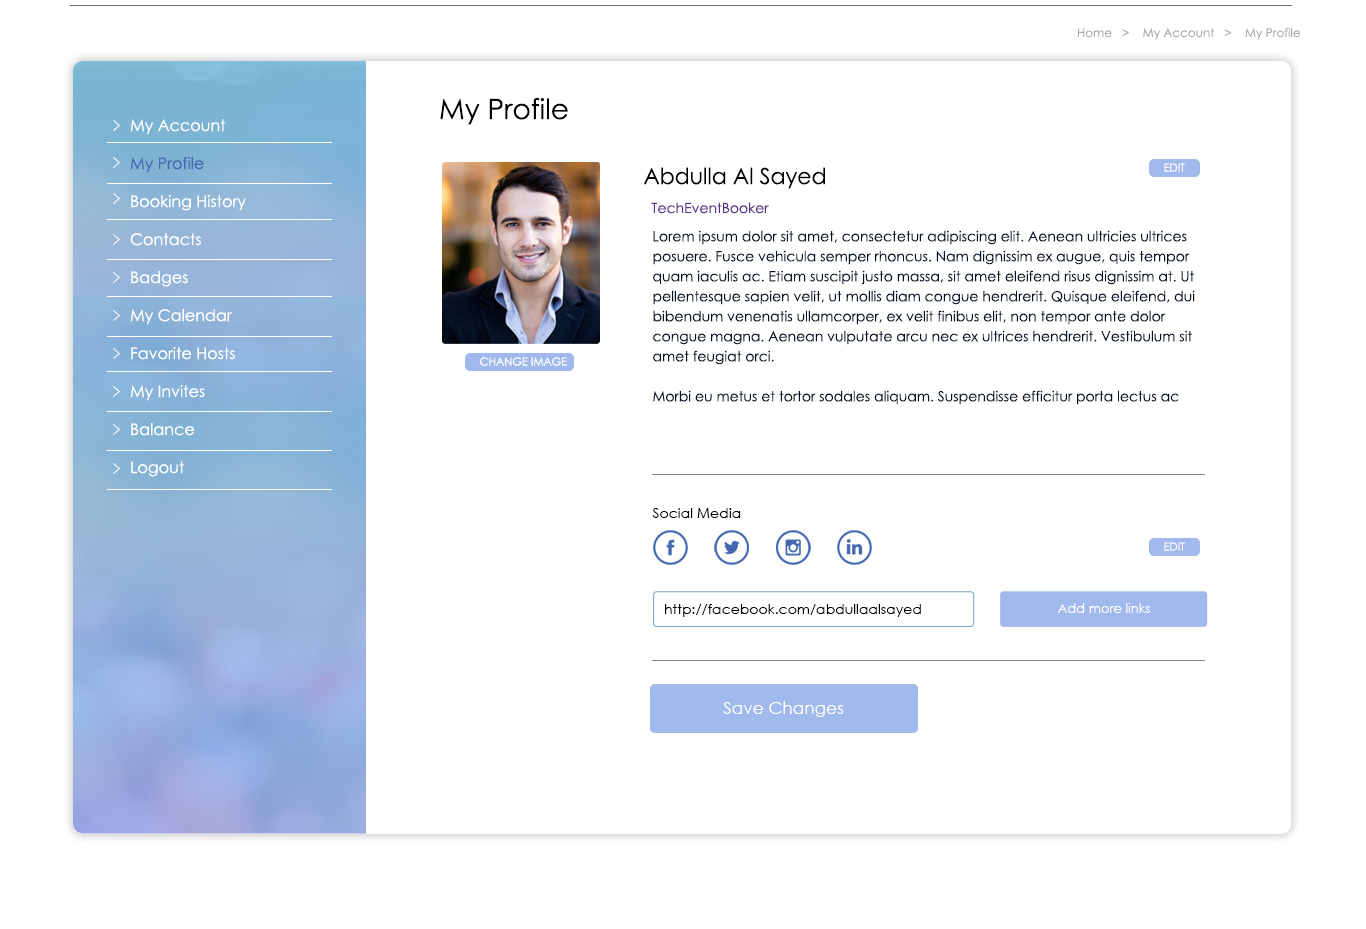 Home > My Account > My Profile
My Account
My Profile
Booking History
Contacts
Badges
My Calendar
Favorite Hosts
My Invites
Balance
Logout
My Profile
CHANGE IMAGE
Abdulla Al Sayed
EDIT
TechEventBooker
Lorem ipsum dolor sit amet, consectetur adipiscing elit. Aenean ultricies ultrices
posuere. Fusce vehicula semper rhoncus. Nam dignissim ex augue, quis tempor
quam iaculis ac. Etiam suscipit justo massa, sit amet eleifend risus dignissim at. Ut
pellentesque sapien velit, ut mollis diam congue hendrerit. Quisque eleifend, dui
bibendum venenatis ullamcorper, ex velit finibus elit, non tempor ante dolor
congue magna. Aenean vulputate arcu nec ex ultrices hendrerit. Vestibulum sit
amet feugiat orci.
Morbi eu metus et tortor sodales aliquam. Suspendisse efficitur porta lectus ac
Social Media
f
in
EDIT
http://facebook.com/abdullaalsayed
Add more links
Save Changes